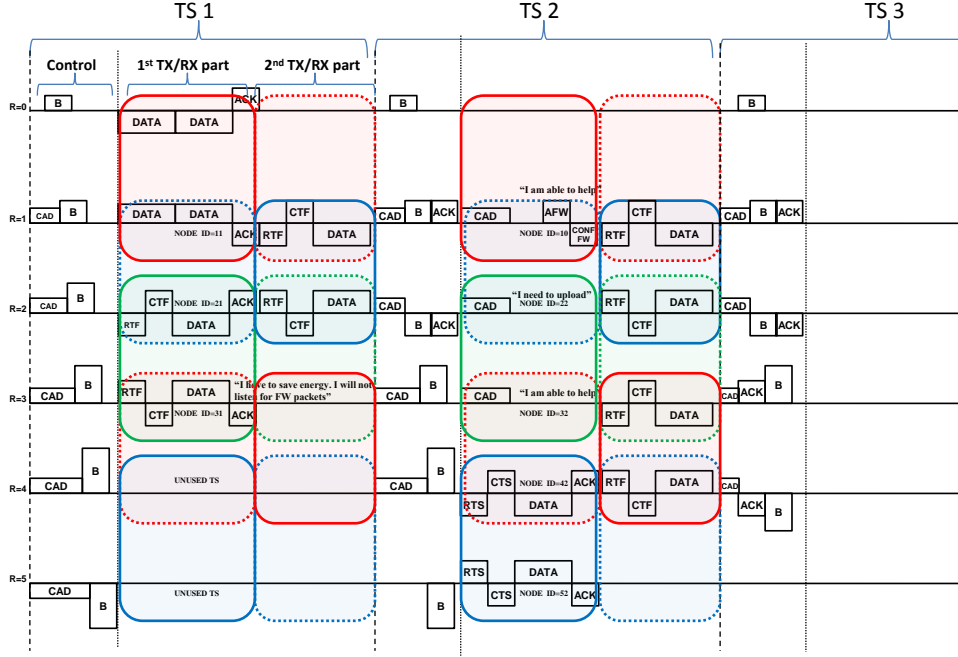 TS 1 TS 2 TS 3
Control 1st TX/RX part 2nd TX/RX part
R=0 B ACK B B
DATA DATA
"I am able to help
R=1 CAD B DATA DATA CTF CAD B ACK CAD AFW CTF CAD B ACK
NODE ID=11 ACK RTF DATA NODE ID=10 CONF FW RTF DATA
"I need to upload"
R=2 CAD B CTF NODE ID=21 ACK RTF DATA CAD CAD NODE ID=22 RTF DATA CAD
RTF DATA CTF B ACK CTF B ACK
R=3 CAD B RTF DATA "I have to save energy. I will not CAD B CAD "I am able to help CTF CAD ACK B
listen for FW packets"
CTF NODE ID=31 ACK NODE ID=32 RTF DATA
R=4 CAD B UNUSED TS CAD B CTS NODE ID=42 ACK RTF DATA CAD
RTS DATA CTF ACK B
R=5 RTS DATA
CAD B UNUSED TS B CTS NODE ID=52 ACK